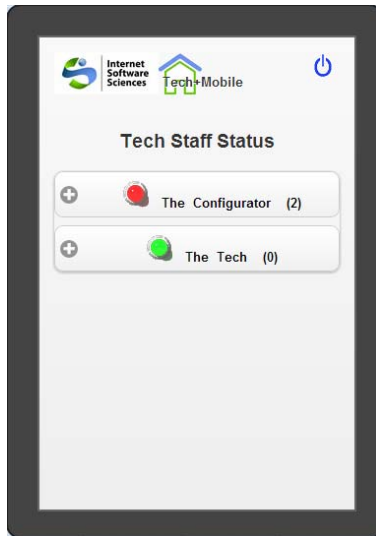 Internet
Software
Sciences
Tech+Mobile
Tech Staff Status
The Configurator (2)
The Tech (0)